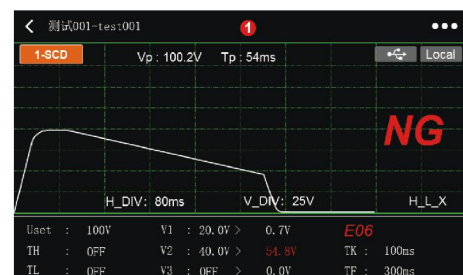 测试001-test001 1
1-SCD Vp : 100.2V Tp : 54ms Local
NG
H_DIV: 80ms V_DIV: 25V H_L_X
Uset : 100V V1 : 20.0V > 0.7V E06
TH : OFF V2 : 40.0V > 54.8V TK : 100ms
TL : OFF V3 : OFF > 0.0V TF : 300ms